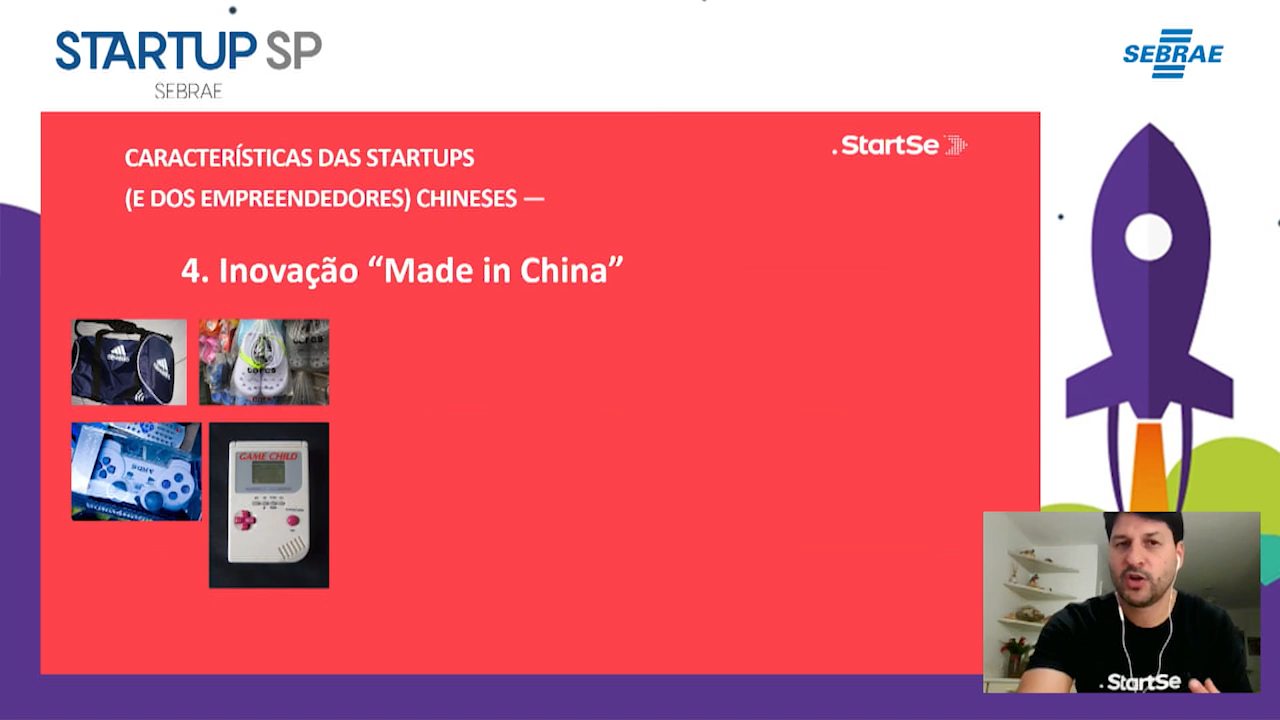 STARTUP SP
SEBRAE
SEBRAE
. StartSe
CARACTERÍSTICAS DAS STARTUPS
(E DOS EMPREENDEDORES) CHINESES —
4. Inovação “Made in China”
GAME CHILD
. StartSe